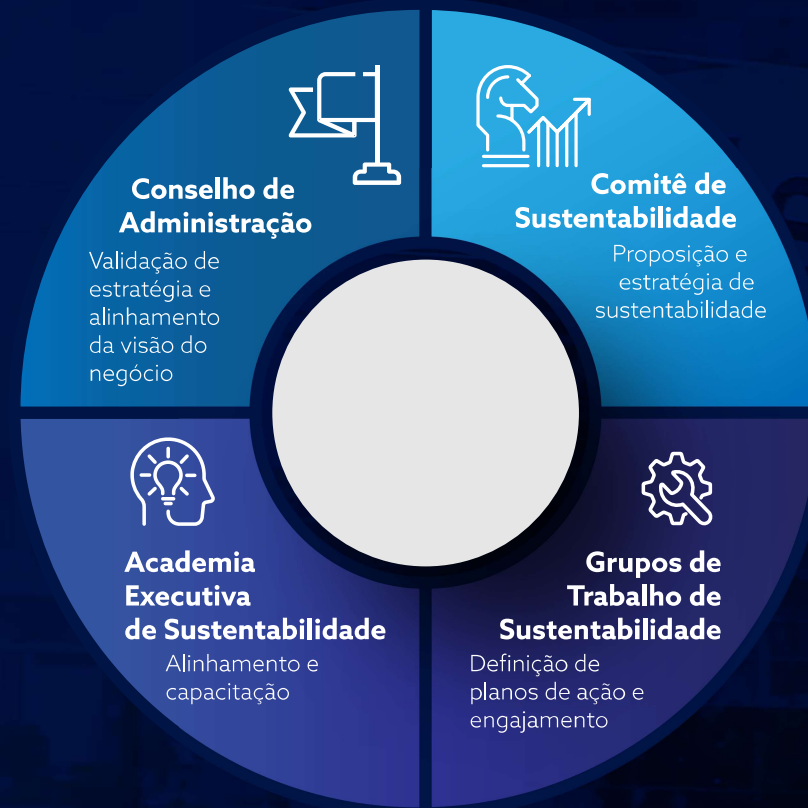 Conselho de
Administração
Validação de
estratégia e
alinhamento
da visão do
negócio
Comitê de
Sustentabilidade
Proposição e
estratégia de
sustentabilidade
Academia
Executiva
de Sustentabilidade
Alinhamento e
capacitação
Grupos de
Trabalho de
Sustentabilidade
Definição de
planos de ação e
engajamento